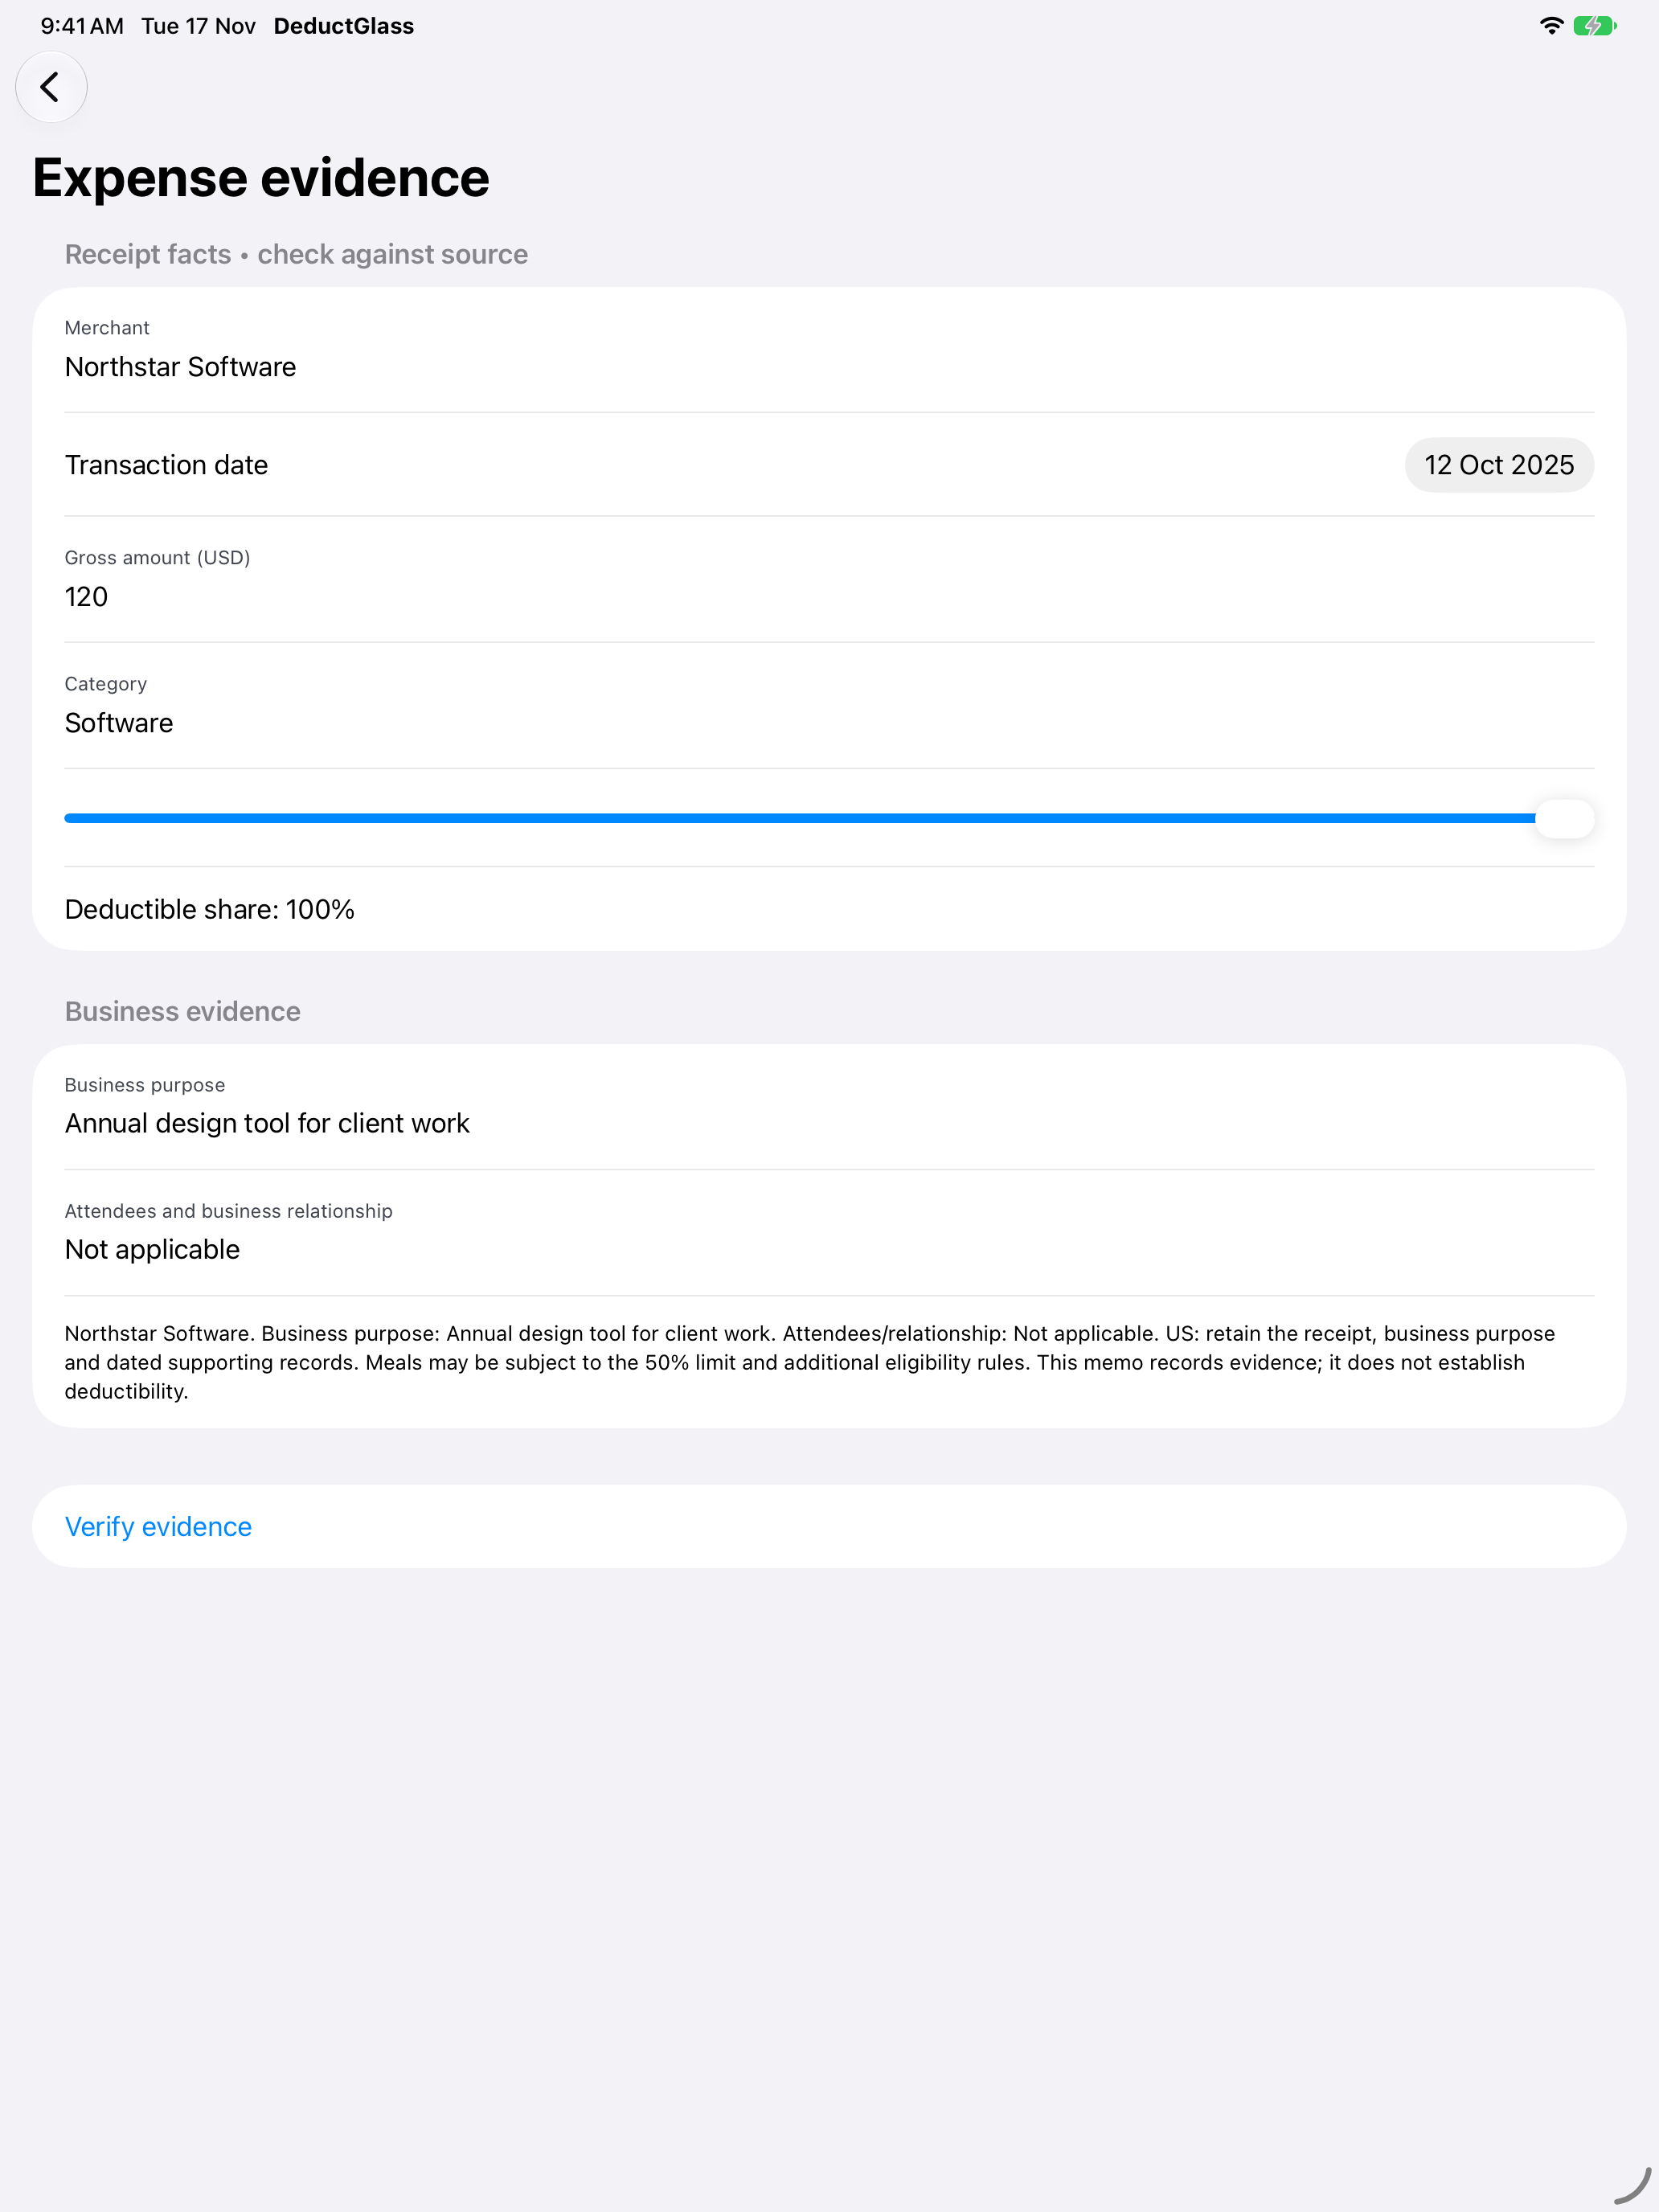 9:41 AM Tue 17 Nov DeductGlass
Expense evidence
Receipt facts • check against source
Merchant
Northstar Software
Transaction date
12 Oct 2025
Gross amount (USD)
120
Category
Software
Deductible share: 100%
Business evidence
Business purpose
Annual design tool for client work
Attendees and business relationship
Not applicable
Northstar Software. Business purpose: Annual design tool for client work. Attendees/relationship: Not applicable. US: retain the receipt, business purpose
and dated supporting records. Meals may be subject to the 50% limit and additional eligibility rules. This memo records evidence; it does not establish
deductibility.
Verify evidence